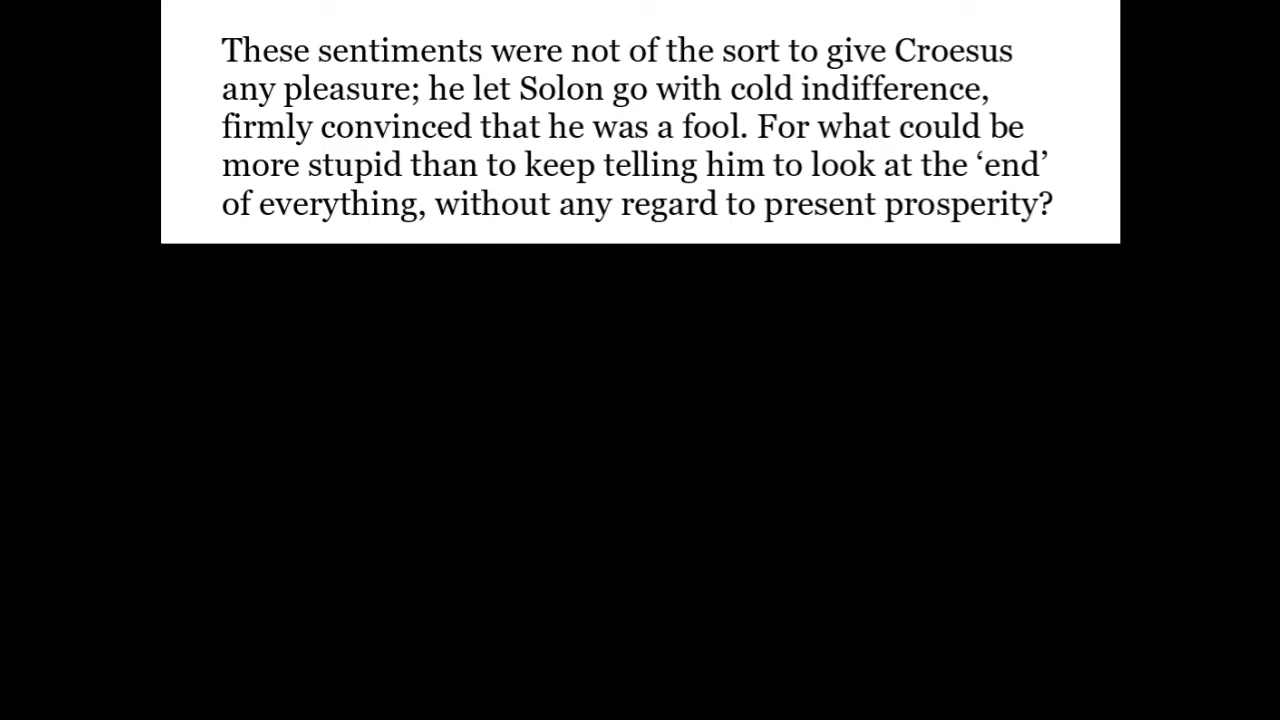 These sentiments were not of the sort to give Croesus
any pleasure; he let Solon go with cold indifference,
firmly convinced that he was a fool. For what could be
more stupid than to keep telling him to look at the ‘end’
of everything, without any regard to present prosperity?